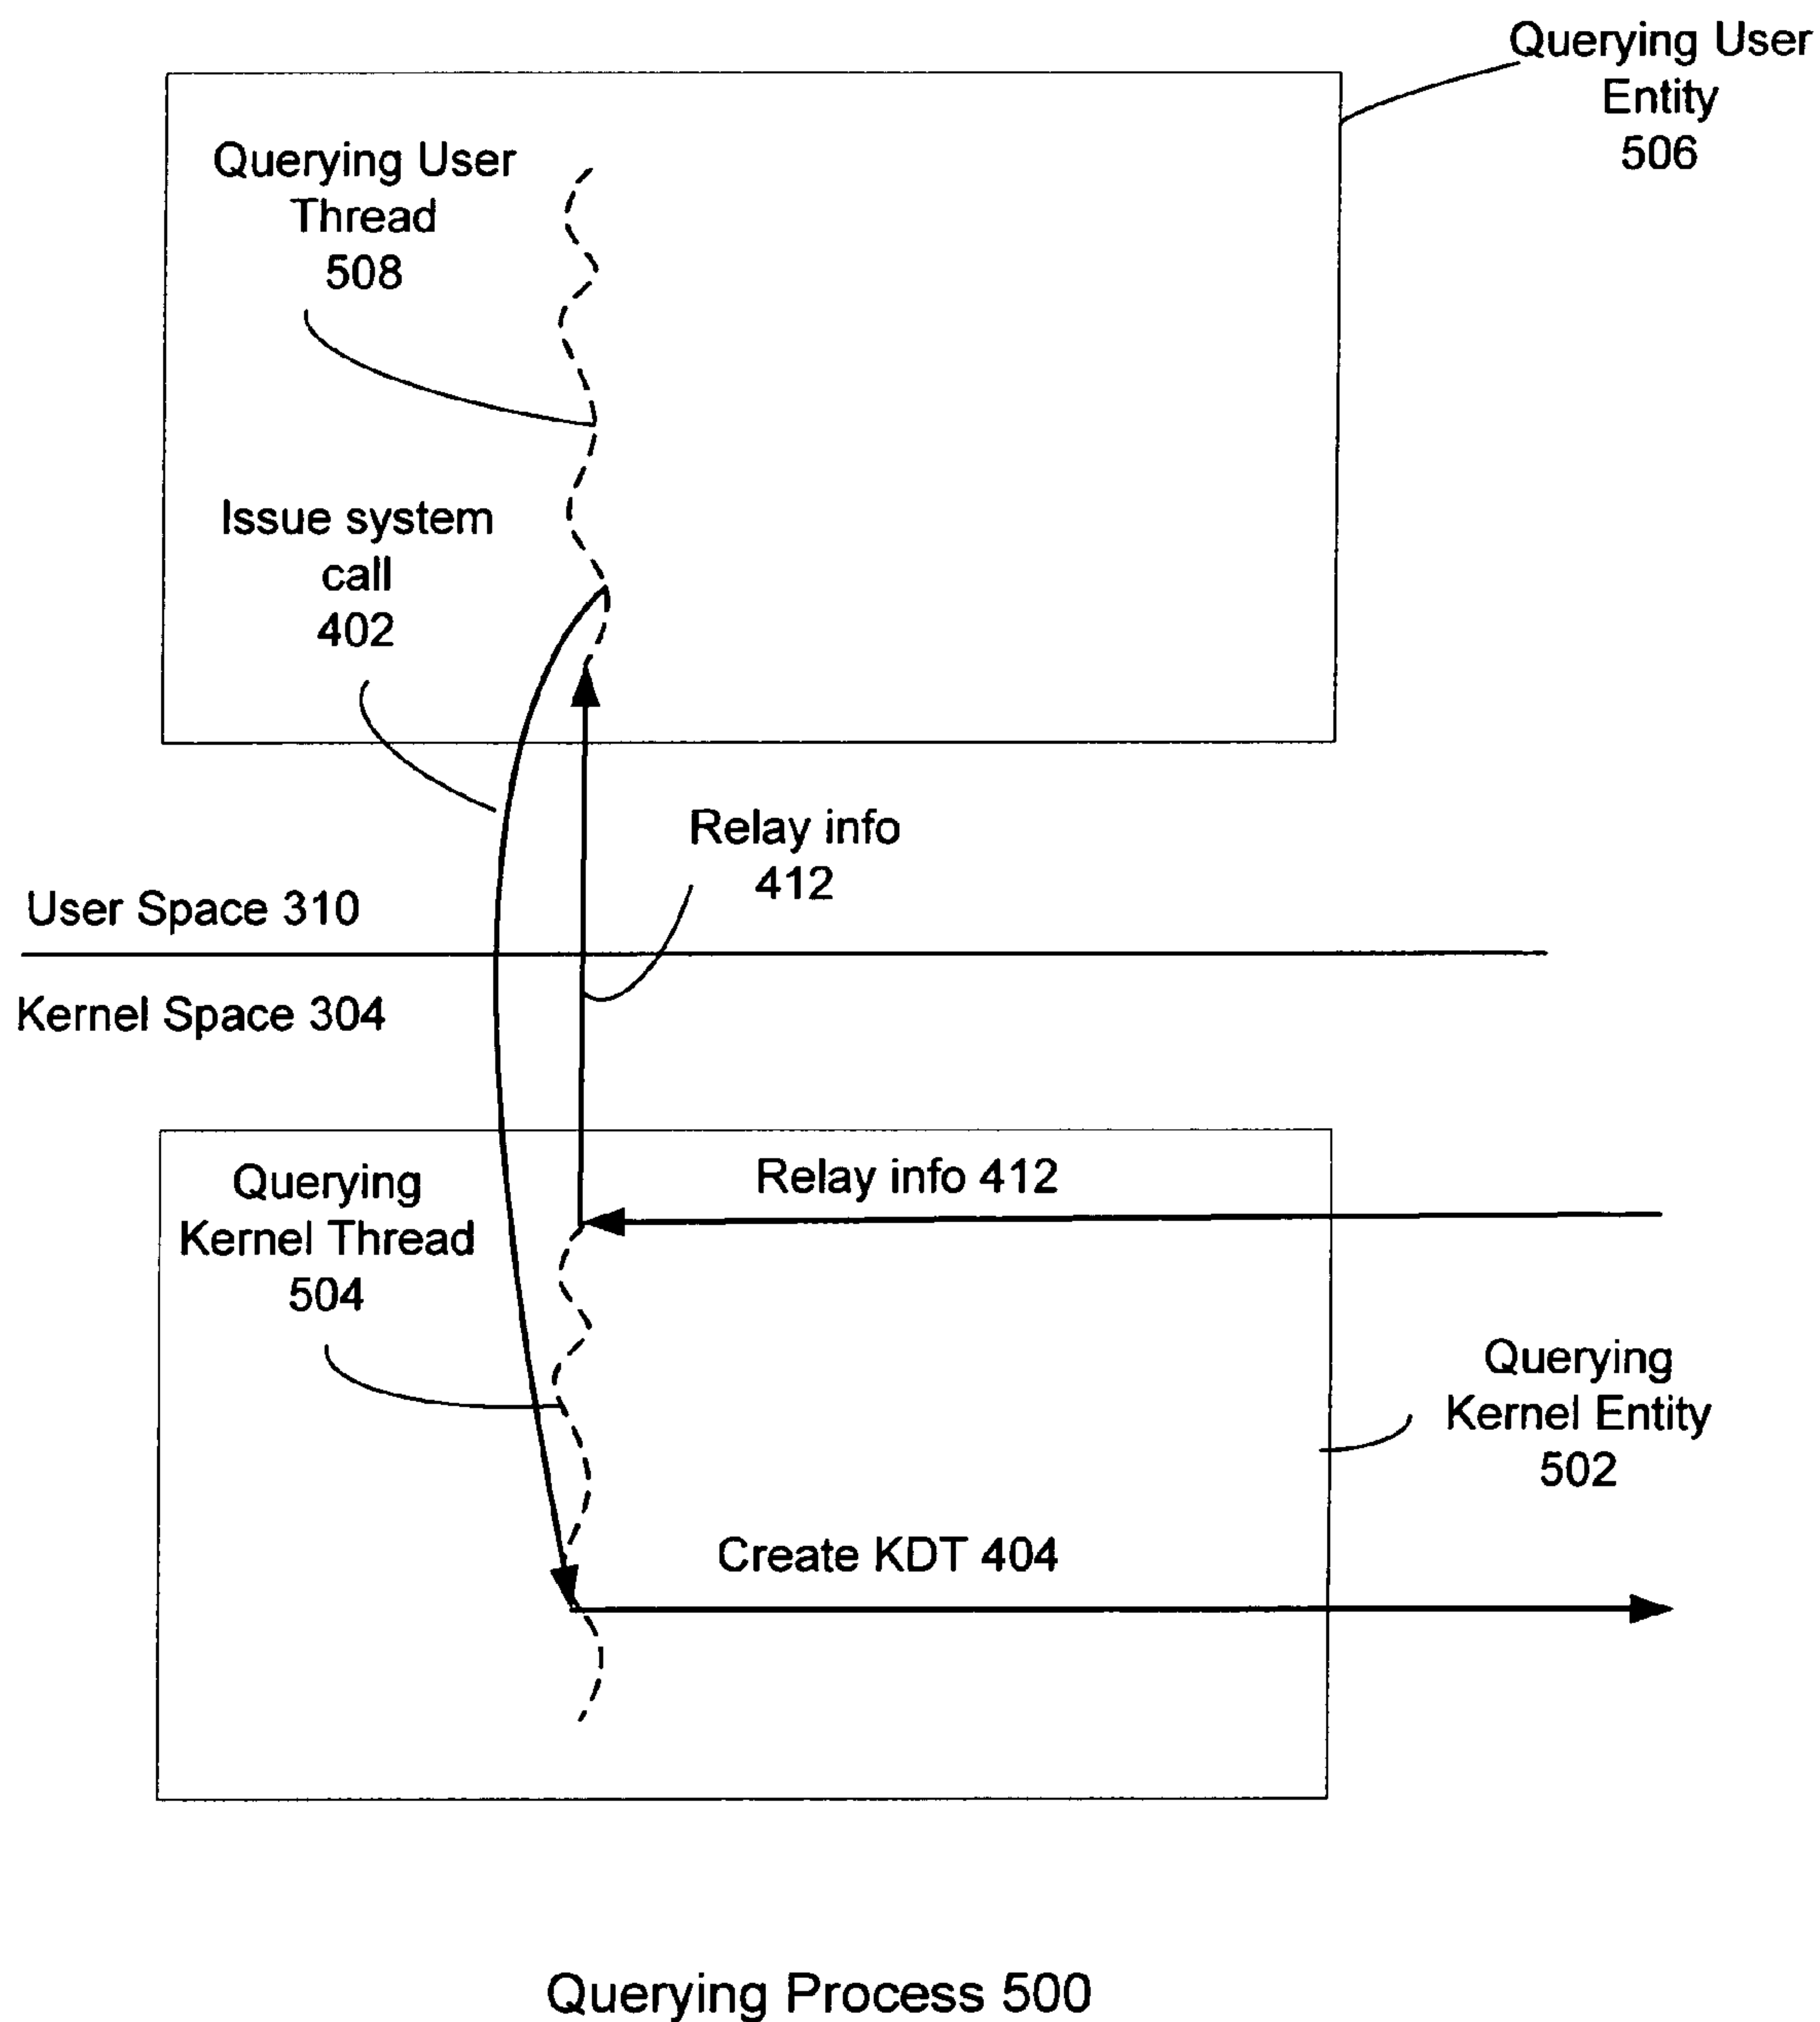 Querying User
Entity
506
Querying User
Thread
508
Issue system
call
402
Relay info
412
User Space 310
Kernel Space 304
Querying
Kernel Thread
504
Relay info 412
Querying
Kernel Entity
502
Create KDT 404
Querying Process 500